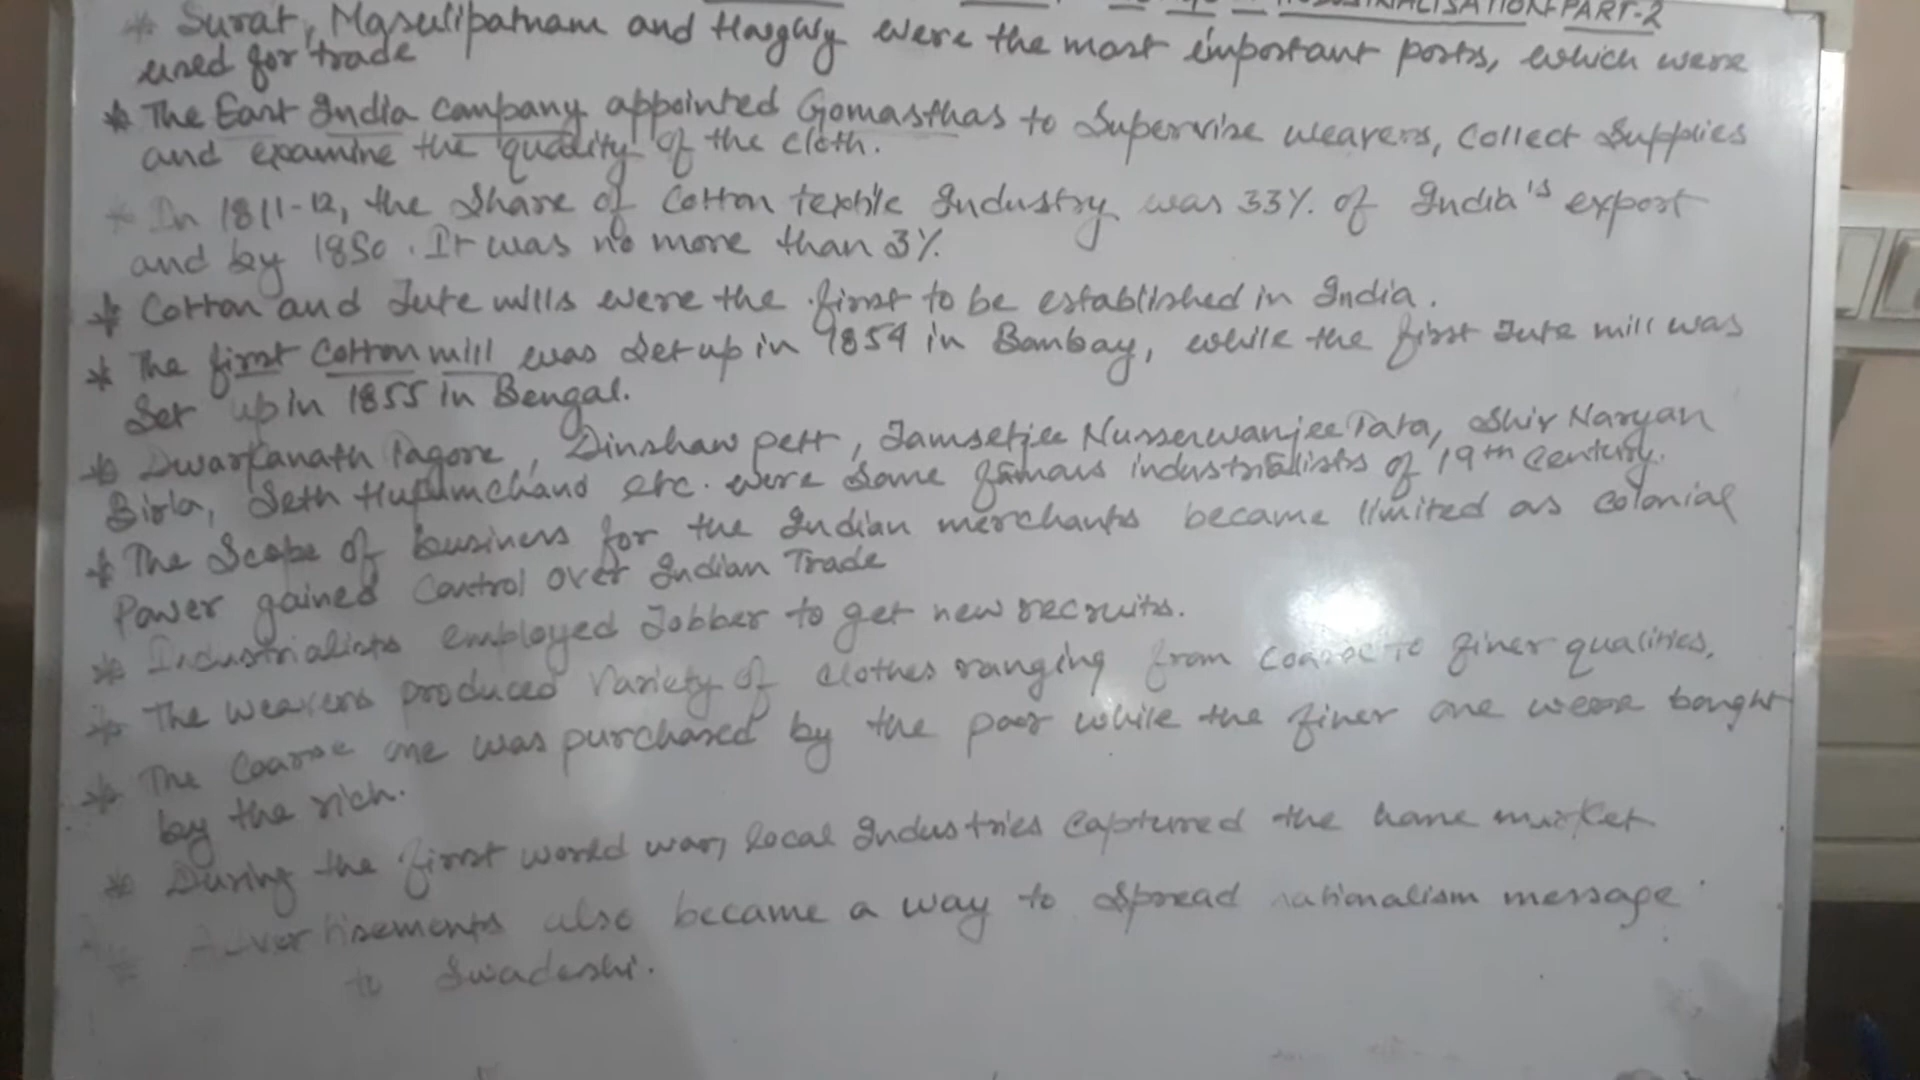 INDUSTRIALISATION-PART-2
* Surat, Masulipatnam and Hooghly were the most important ports, which were
used for trade
* The East India Company appointed Gomasthas to Supervise weavers, Collect Supplies
and examine the quality of the cloth.
* In 1811-12, the Share of Cotton textile Industry was 33% of India's export
and by 1850. It was no more than 3%.
* Cotton and Jute mills were the first to be established in India.
* The first Cotton mill was Set up in 1854 in Bombay, while the first Jute mill was
Set up in 1855 in Bengal.
* Dwarkanath Tagore, Dinshaw pett, Jamsetjee Nusserwanjee Tata, Shiv Naryan
Birla, Seth Hukumchand etc. were Some famous industrialists of 19th Century.
* The Scope of business for the Indian merchants became limited as colonial
Power gained Control over Indian Trade
* Industrialists employed Jobber to get new recruits.
* The weavers produced Variety of clothes ranging from Coarse to finer qualities,
* The Coarse one was purchased by the poor while the finer one were bought
by the rich.
* During the first world war, local Industries Captured the home market
* Advertisements also became a way to Spread nationalism message
to Swadeshi.